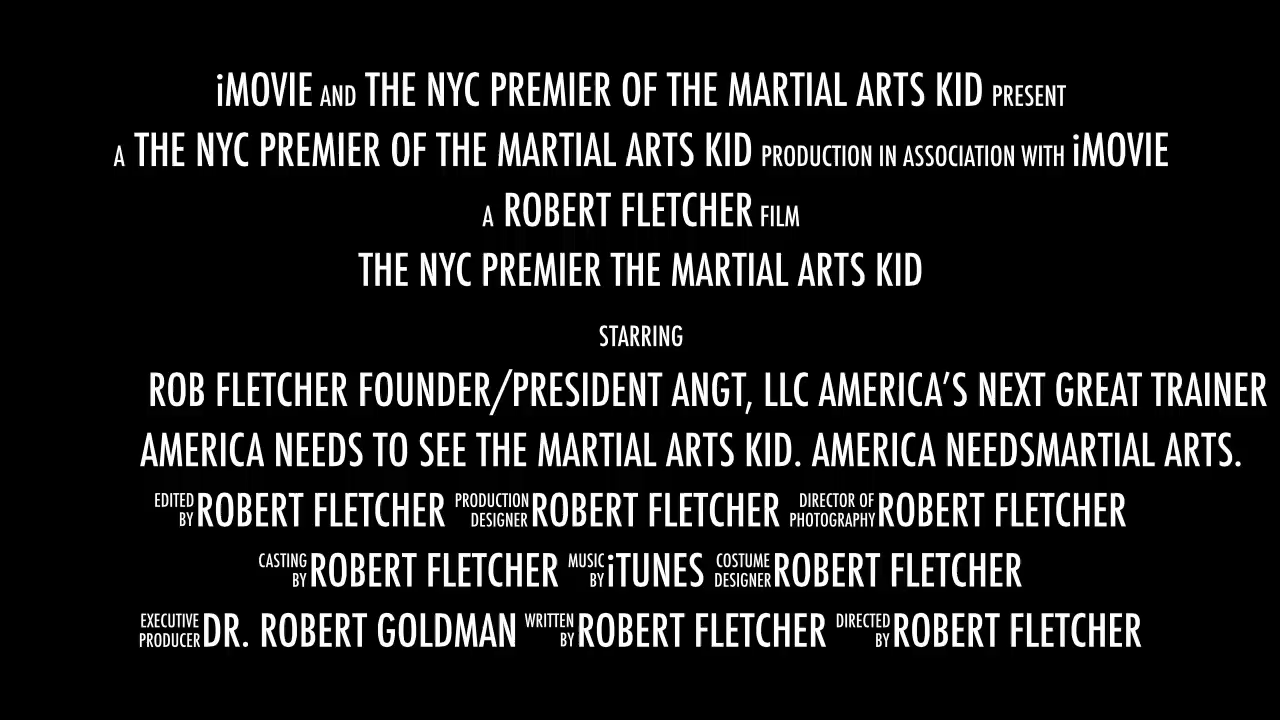 iMOVIE AND THE NYC PREMIER OF THE MARTIAL ARTS KID PRESENT
A THE NYC PREMIER OF THE MARTIAL ARTS KID PRODUCTION IN ASSOCIATION WITH iMOVIE
A ROBERT FLETCHER FILM
THE NYC PREMIER THE MARTIAL ARTS KID
STARRING
ROB FLETCHER FOUNDER/PRESIDENT ANGT, LLC AMERICA'S NEXT GREAT TRAINER
AMERICA NEEDS TO SEE THE MARTIAL ARTS KID. AMERICA NEEDSMARTIAL ARTS.
EDITED BY ROBERT FLETCHER PRODUCTION DESIGNER ROBERT FLETCHER DIRECTOR OF PHOTOGRAPHY ROBERT FLETCHER
CASTING BY ROBERT FLETCHER MUSIC BY iTUNES COSTUME DESIGNER ROBERT FLETCHER
EXECUTIVE PRODUCER DR. ROBERT GOLDMAN WRITTEN BY ROBERT FLETCHER DIRECTED BY ROBERT FLETCHER